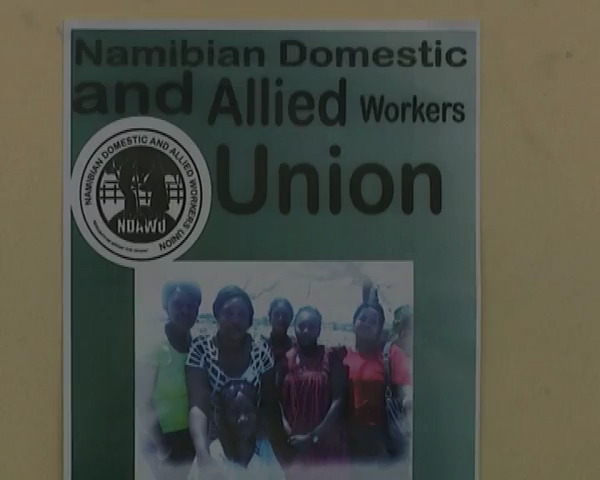 Namibian Domestic
and Allied Workers
Union
NAMIBIAN DOMESTIC AND ALLIED WORKERS UNION
NDAWU